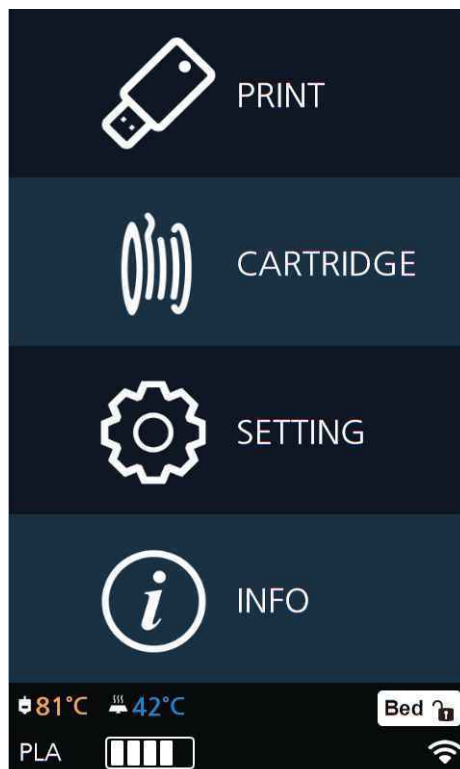 PRINT
CARTRIDGE
SETTING
INFO
81°C 42°C Bed
PLA